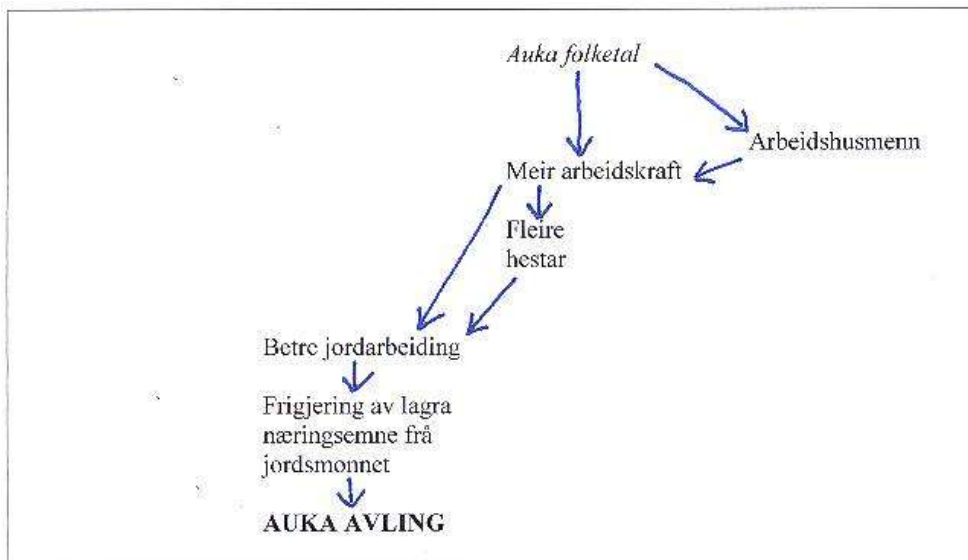 Auka folketal
Arbeidshusmenn
Meir arbeidskraft
Fleire
hestar
Betre jordarbeiding
Frigjering av lagra
næringsemne frå
jordsmonnet
AUKA AVLING